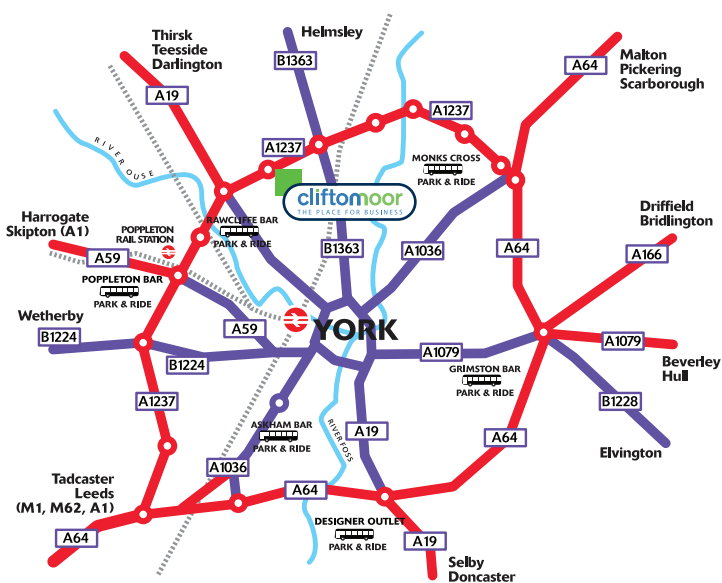 Thirsk
Teesside
Darlington
Helmsley
B1363
A64
Malton
Pickering
Scarborough
A19
A1237
A1237
RIVER OUSE
MONKS CROSS
PARK & RIDE
cliftonmoor
THE PLACE FOR BUSINESS
Harrogate
Skipton (A1)
POPPLETON
RAIL STATION
RAWCLIFFE BAR
PARK & RIDE
Driffield
Bridlington
B1363
A1036
A64
A166
A59
POPPLETON BAR
PARK & RIDE
Wetherby
B1224
A59
YORK
B1224
A1079
A1079
Beverley
Hull
GRIMSTON BAR
PARK & RIDE
A1237
B1228
ASKHAM BAR
PARK & RIDE
RIVER FOSS
A19
A64
Elvington
Tadcaster
Leeds
(M1, M62, A1)
A1036
A64
A64
DESIGNER OUTLET
PARK & RIDE
A19
Selby
Doncaster